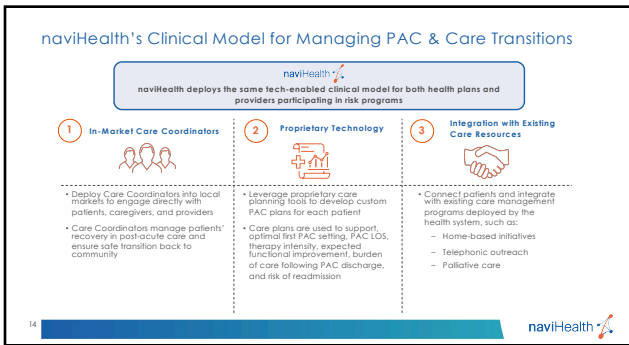 naviHealth's Clinical Model for Managing PAC & Care Transitions
naviHealth
naviHealth deploys the same tech-enabled clinical model for both health plans and
providers participating in risk programs
1
In-Market Care Coordinators
• Deploy Care Coordinators into local
markets to engage directly with
patients, caregivers, and providers
• Care Coordinators manage patients'
recovery in post-acute care and
ensure safe transition back to
community
2
Proprietary Technology
• Leverage proprietary care
planning tools to develop custom
PAC plans for each patient
• Care plans are used to support,
optimal first PAC setting, PAC LOS,
therapy intensity, expected
functional improvement, burden
of care following PAC discharge,
and risk of readmission
3
Integration with Existing
Care Resources
• Connect patients and integrate
with existing care management
programs deployed by the
health system, such as:
– Home-based initiatives
– Telephonic outreach
– Palliative care
14
naviHealth